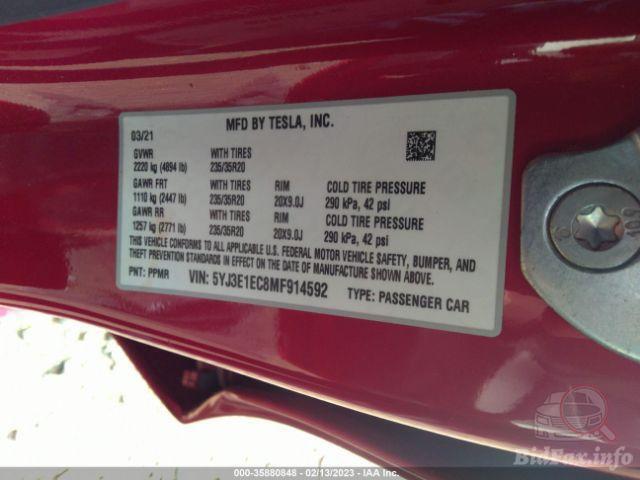 MFD BY TESLA, INC.
03/21
GVWR WITH TIRES
2220 kg (4894 lb) 235/35R20
GAWR FRT WITH TIRES RIM COLD TIRE PRESSURE
1110 kg (2447 lb) 235/35R20 20X9.0J 290 kPa, 42 psi
GAWR RR WITH TIRES RIM COLD TIRE PRESSURE
1257 kg (2771 lb) 235/35R20 20X9.0J 290 kPa, 42 psi
THIS VEHICLE CONFORMS TO ALL APPLICABLE U.S. FEDERAL MOTOR VEHICLE SAFETY, BUMPER, AND
THEFT PREVENTION STANDARDS IN EFFECT ON THE DATE OF MANUFACTURE SHOWN ABOVE.
PNT: PPMR VIN: 5YJ3E1EC8MF914592 TYPE: PASSENGER CAR
BidFax.info
000-35880848 - 02/13/2023 - IAA Inc.